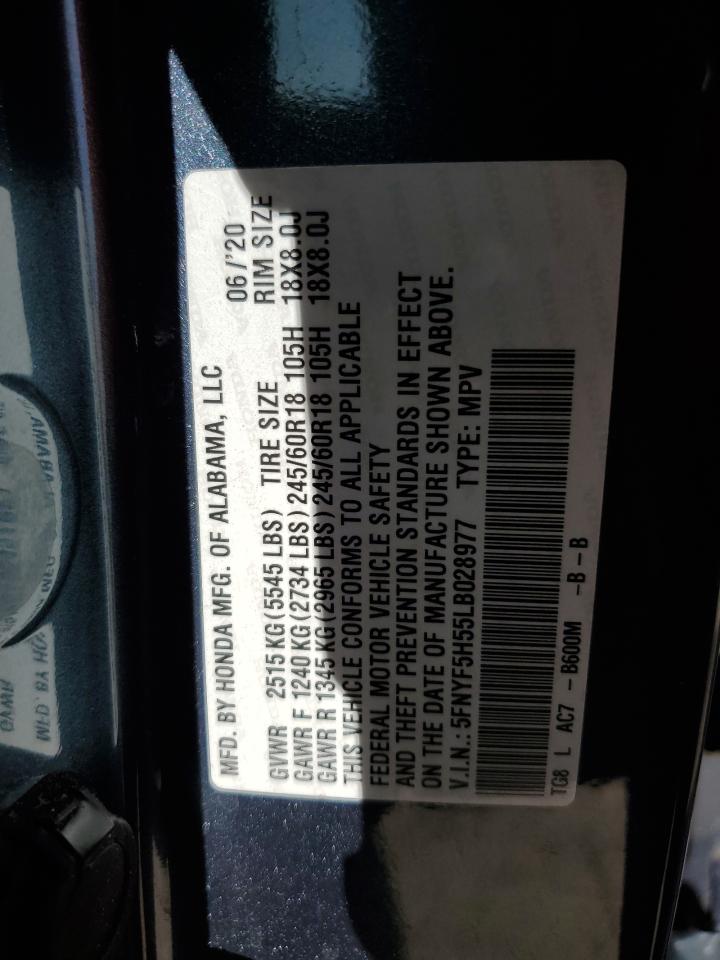 MFD. BY HONDA MFG. OF ALABAMA, LLC 06/'20
GVWR 2515 KG (5545 LBS) TIRE SIZE RIM SIZE
GAWR F 1240 KG (2734 LBS) 245/60R18 105H 18X8.0J
GAWR R 1345 KG (2965 LBS) 245/60R18 105H 18X8.0J
THIS VEHICLE CONFORMS TO ALL APPLICABLE
FEDERAL MOTOR VEHICLE SAFETY
AND THEFT PREVENTION STANDARDS IN EFFECT
ON THE DATE OF MANUFACTURE SHOWN ABOVE.
V.I.N.: 5FNYF5H55LB028977 TYPE: MPV
TG8 L AC7 - B600M -B - B